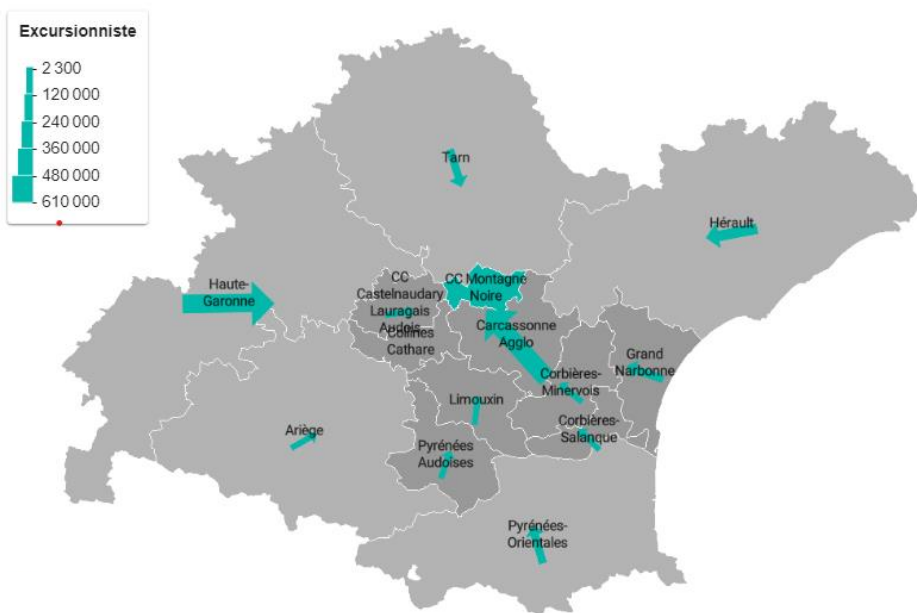 Excursionniste
2 300
120 000
240 000
360 000
480 000
610 000
Tarn
Hérault
Haute-
Garonne
CC
Castelnaudary
Lauragais
Audois
Collines
Cathare
CC Montagne
Noire
Carcassonne
Agglo
Grand
Narbonne
Corbières-
Minervois
Limouxin
Corbières-
Salanque
Ariège
Pyrénées
Audoises
Pyrénées-
Orientales